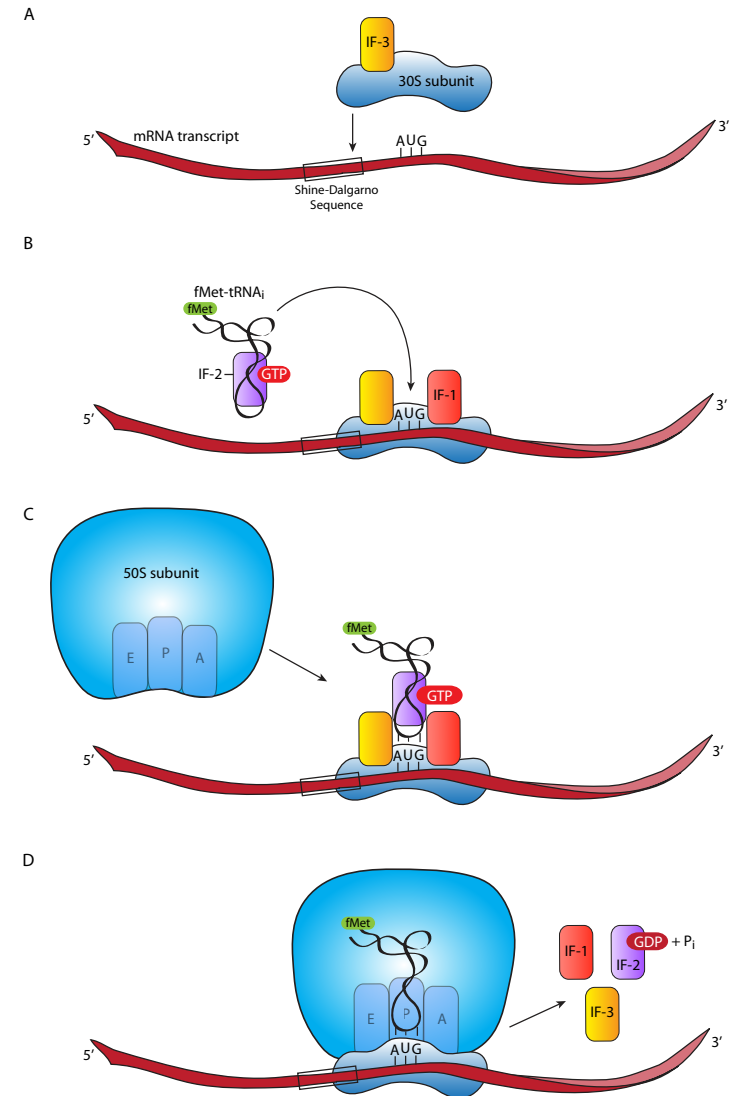 A
IF-3
30S subunit
5’
mRNA transcript
AUG
3’
Shine-Dalgarno
Sequence
B
fMet-tRNAi
fMet
IF-2
GTP
IF-1
AUG
5’
3’
C
50S subunit
E
P
A
fMet
GTP
AUG
5’
3’
D
fMet
IF-1
GDP + Pi
IF-2
E
P
A
IF-3
AUG
5’
3’